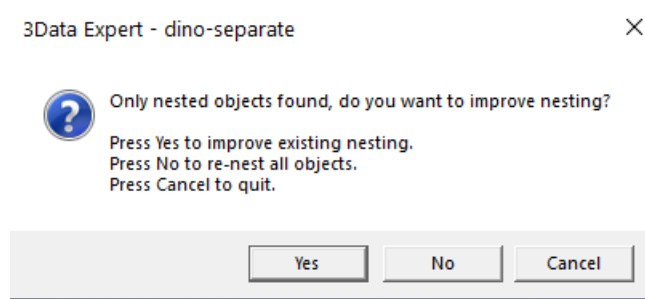 3Data Expert - dino-separate
Only nested objects found, do you want to improve nesting?
Press Yes to improve existing nesting.
Press No to re-nest all objects.
Press Cancel to quit.
Yes No Cancel